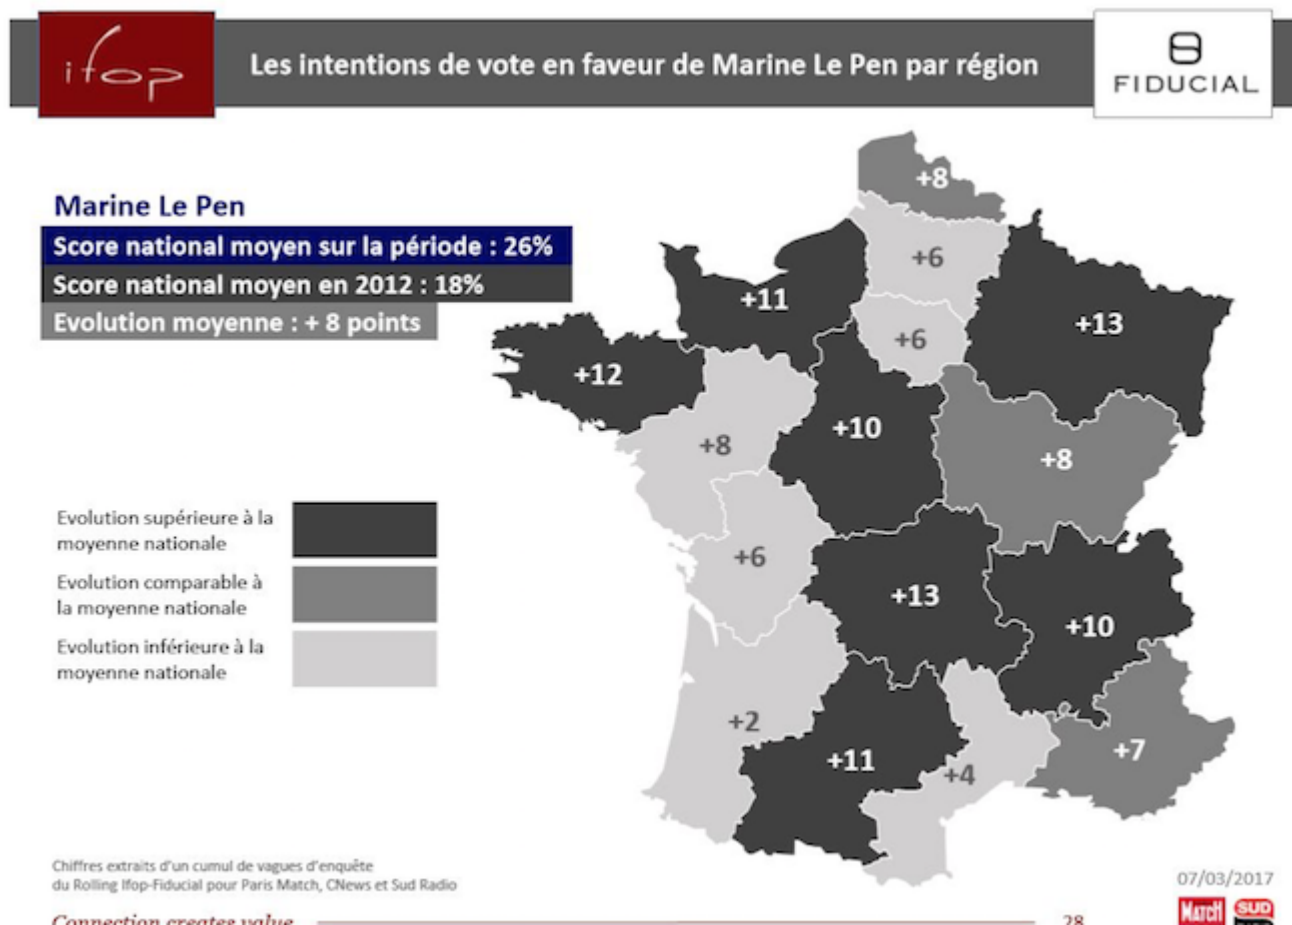 ifop
Les intentions de vote en faveur de Marine Le Pen par région
FIDUCIAL
Marine Le Pen
Score national moyen sur la période : 26%
Score national moyen en 2012 : 18%
Evolution moyenne : + 8 points
+8
+6
+11
+6
+13
+12
+10
+8
+8
+6
+13
+10
+2
+11
+4
+7
Evolution supérieure à la
moyenne nationale
Evolution comparable à
la moyenne nationale
Evolution inférieure à la
moyenne nationale
Chiffres extraits d'un cumul de vagues d'enquête
du Rolling Ifop-Fiducial pour Paris Match, CNews et Sud Radio
07/03/2017
Connection creates value
28
MATCH
SUD